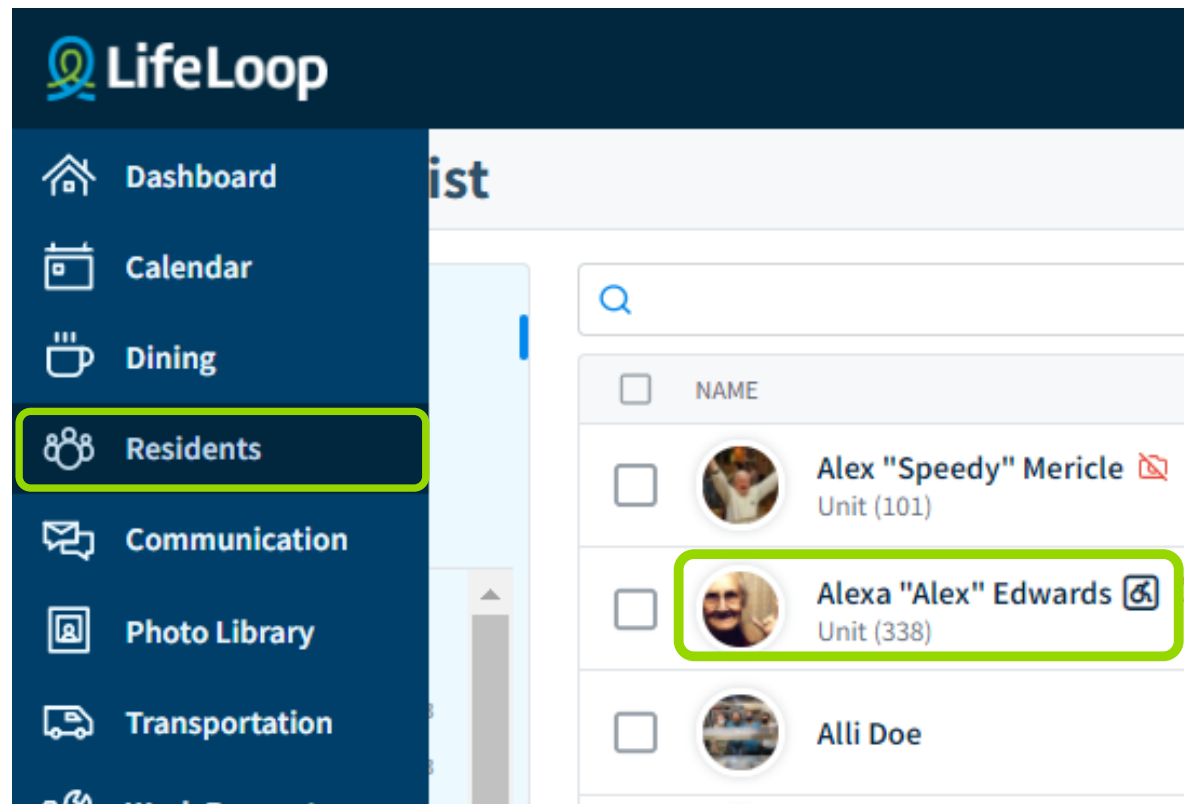 LifeLoop
Dashboard
ist
Calendar
Dining
NAME
Residents
Alex "Speedy" Mericle
Unit (101)
Communication
Alexa "Alex" Edwards
Unit (338)
Photo Library
Transportation
Alli Doe